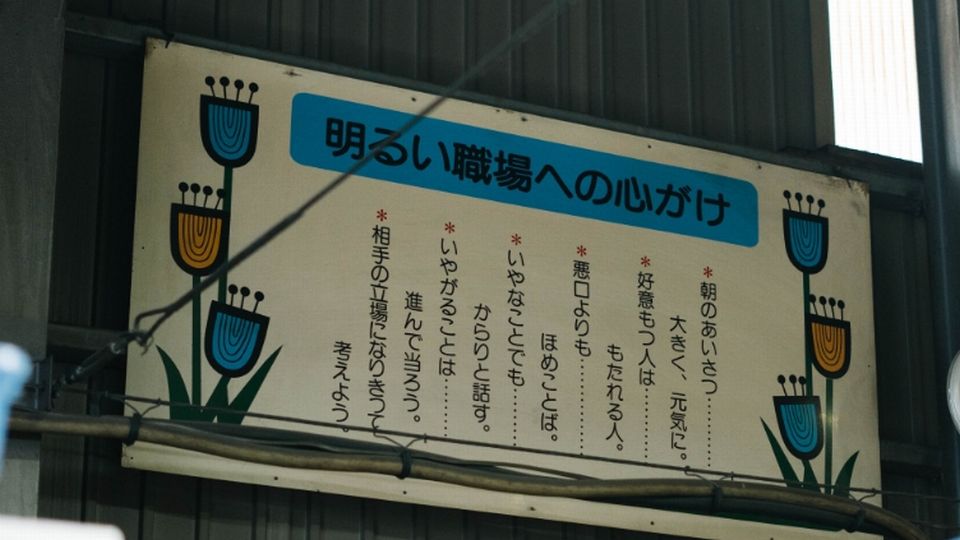 明るい職場への心がけ
*朝のあいさつ………
大きく、元気に。
*好意もつ人は………
もたれる人。
*悪口よりも………
ほめことば。
*いやなことでも………
からりと話す。
*いやがることは………
進んで当ろう。
*相手の立場になりきって
考えよう。